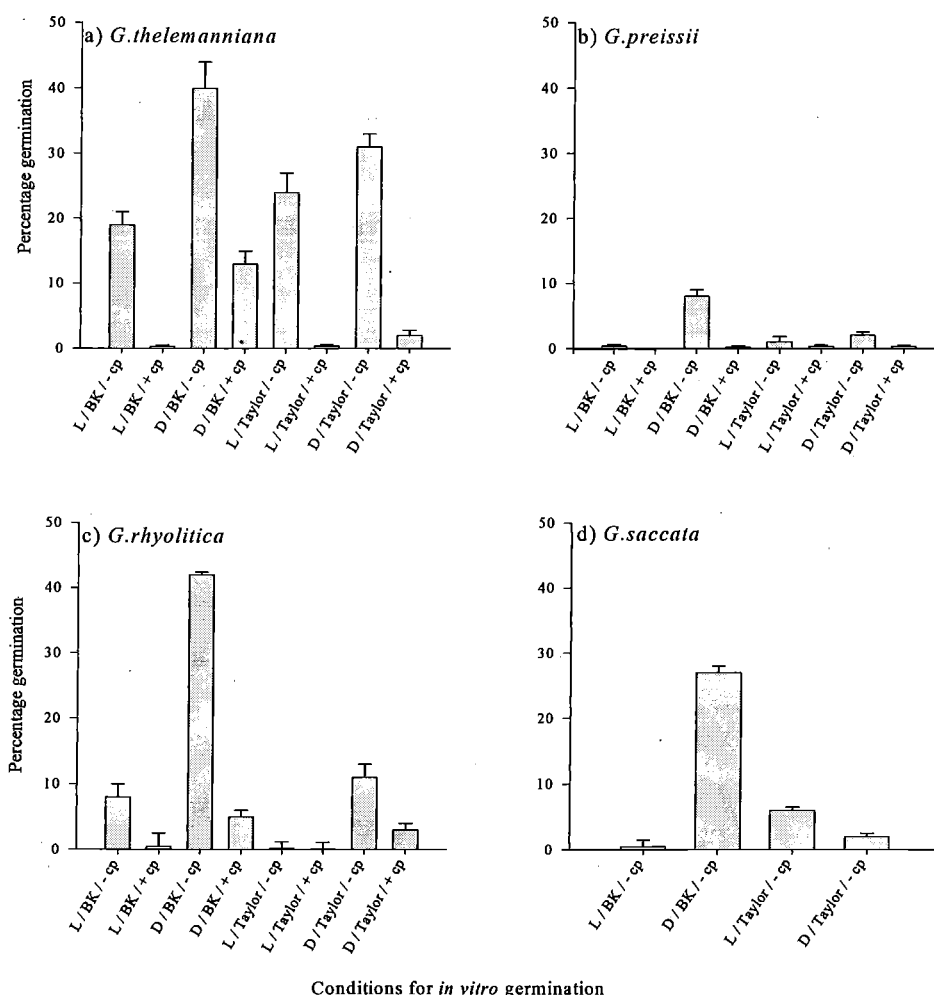 a) G.thelemanniana
Percentage germination
50
40
30
20
10
0
L / BK / - cp
L / BK / + cp
D / BK / - cp
D / BK / + cp
L / Taylor / - cp
L / Taylor / + cp
D / Taylor / - cp
D / Taylor / + cp
b) G.preissii
50
40
30
20
10
0
L / BK / - cp
L / BK / + cp
D / BK / - cp
D / BK / + cp
L / Taylor / - cp
L / Taylor / + cp
D / Taylor / - cp
D / Taylor / + cp
c) G.rhyolitica
Percentage germination
50
40
30
20
10
0
L / BK / - cp
L / BK / + cp
D / BK / - cp
D / BK / + cp
L / Taylor / - cp
L / Taylor / + cp
D / Taylor / - cp
D / Taylor / + cp
d) G.saccata
50
40
30
20
10
0
L / BK / - cp
D / BK / - cp
L / Taylor / - cp
D / Taylor / - cp
Conditions for in vitro germination